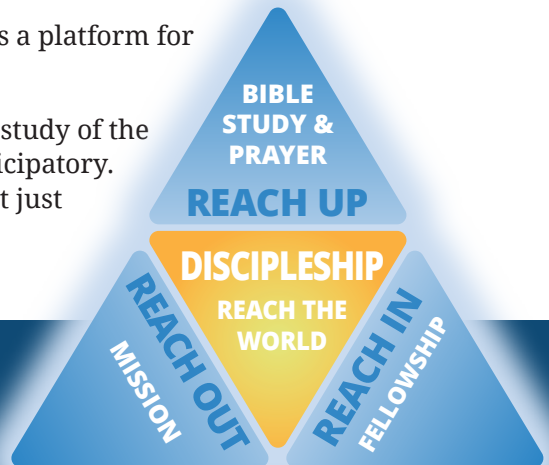 s a platform for
study of the
icipatory.
t just
BIBLE
STUDY &
PRAYER
REACH UP
DISCIPLESHIP
REACH THE
WORLD
REACH OUT
MISSION
REACH IN
FELLOWSHIP